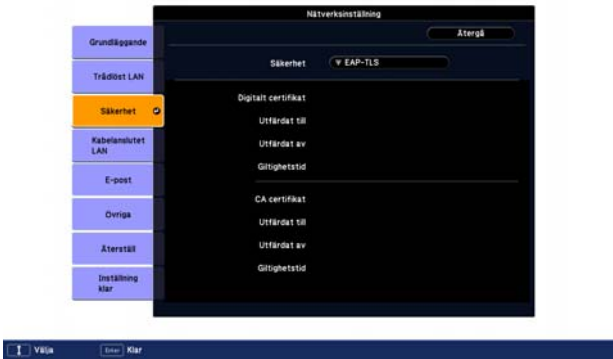 Nätverksinställning
Återgå
Grundläggande
Trådlöst LAN
Säkerhet
Kabelanslutet
LAN
E-post
Övriga
Återställ
Inställning
klar
Säkerhet
EAP-TLS
Digitalt certifikat
Utfärdat till
Utfärdat av
Giltighetstid
CA certifikat
Utfärdat till
Utfärdat av
Giltighetstid
Välja
Enter Klar